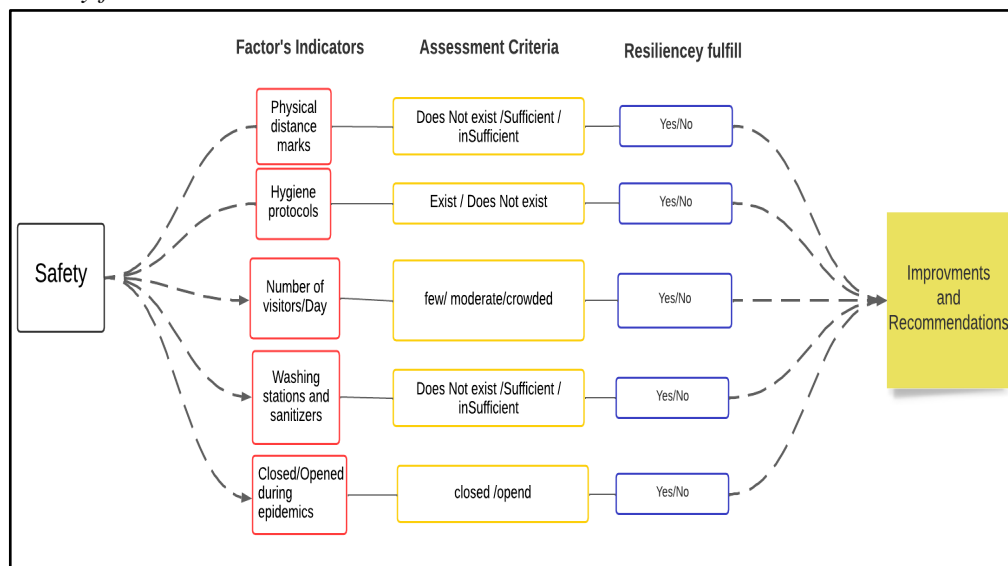 Factor's Indicators
Assessment Criteria
Resiliencey fulfill
Physical
distance
marks
Does Not exist /Sufficient /
inSufficient
Yes/No
Hygiene
protocols
Exist / Does Not exist
Yes/No
Safety
Number of
visitors/Day
few/ moderate/crowded
Yes/No
Improvments
and
Recommendations
Washing
stations and
sanitizers
Does Not exist /Sufficient /
inSufficient
Yes/No
Closed/Opened
during
epidemics
closed /opend
Yes/No